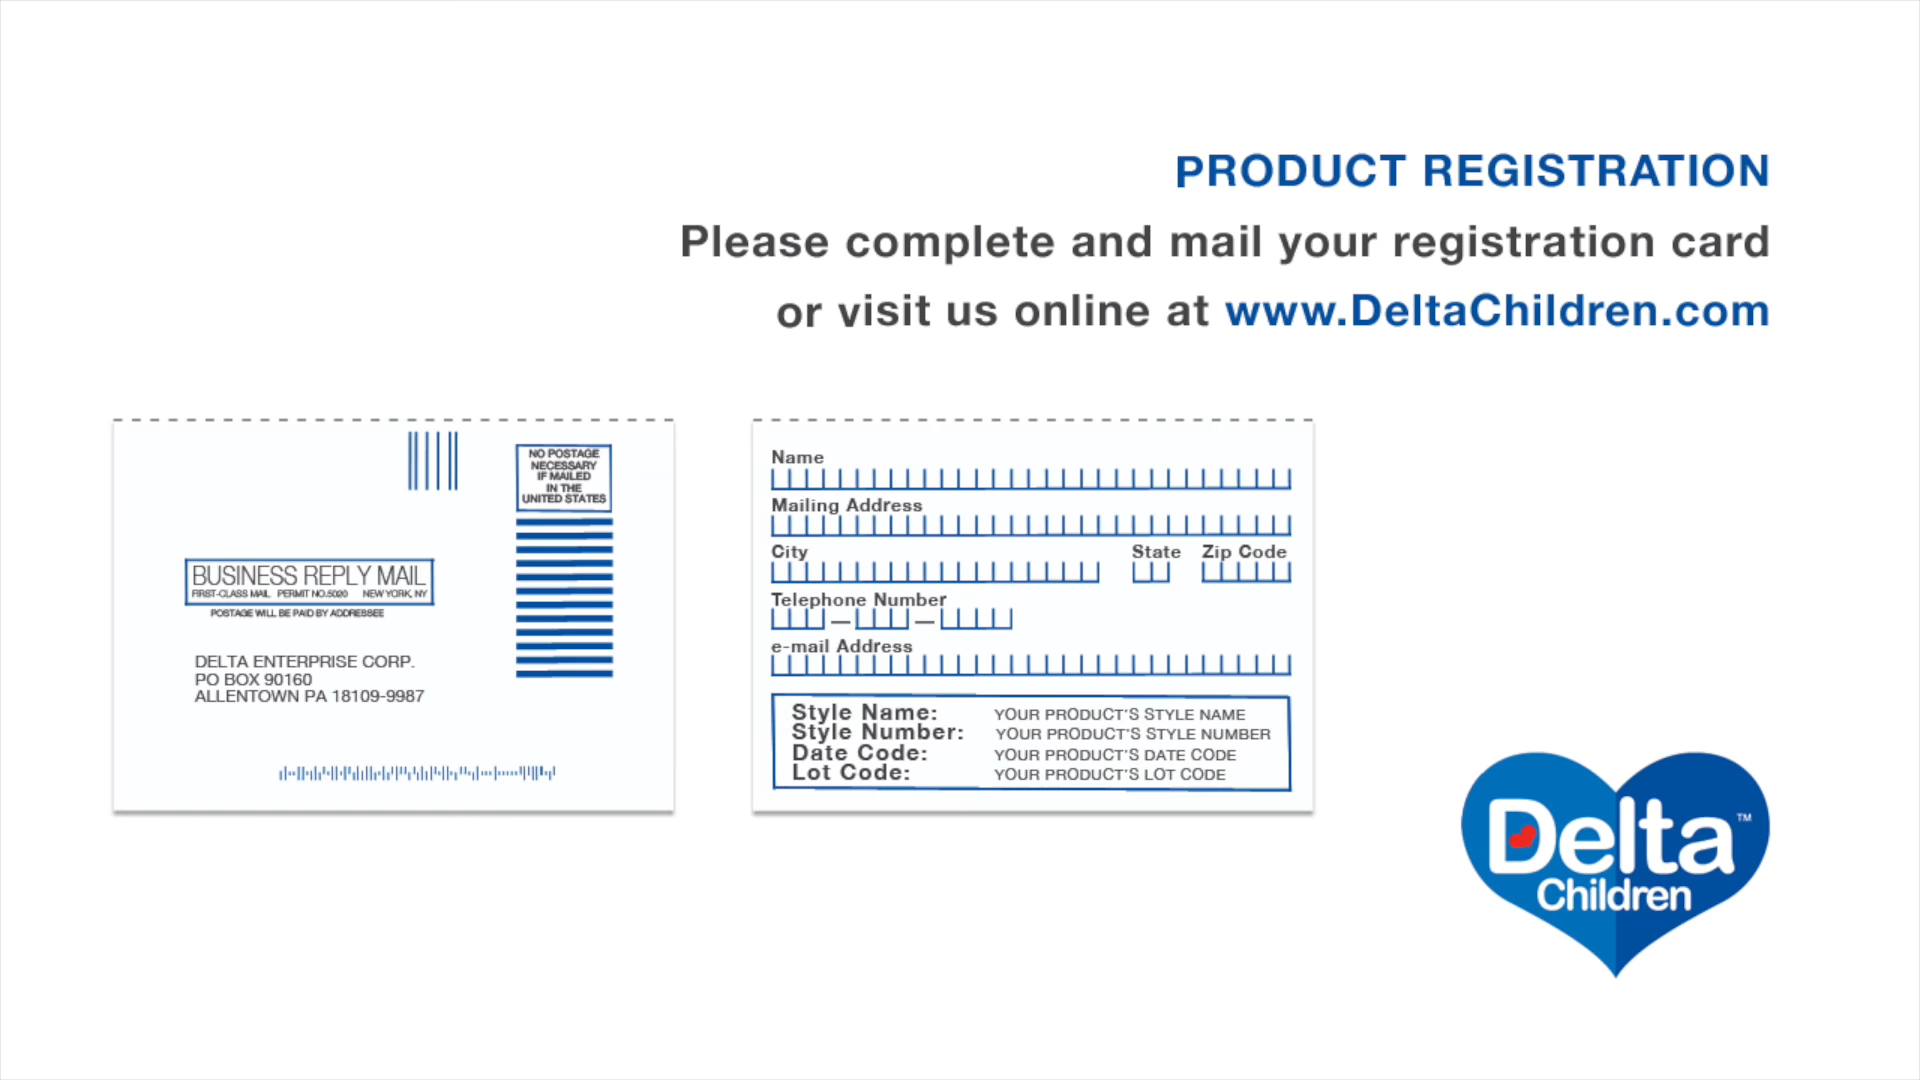 PRODUCT REGISTRATION
Please complete and mail your registration card
or visit us online at www.DeltaChildren.com
NO POSTAGE
NECESSARY
IF MAILED
IN THE
UNITED STATES
BUSINESS REPLY MAIL
FIRST-CLASS MAIL PERMIT NO.5020 NEW YORK, NY
POSTAGE WILL BE PAID BY ADDRESSEE
DELTA ENTERPRISE CORP.
PO BOX 90160
ALLENTOWN PA 18109-9987
Name
Mailing Address
City State Zip Code
Telephone Number
e-mail Address
Style Name: YOUR PRODUCT'S STYLE NAME
Style Number: YOUR PRODUCT'S STYLE NUMBER
Date Code: YOUR PRODUCT'S DATE CODE
Lot Code: YOUR PRODUCT'S LOT CODE
Delta™
Children